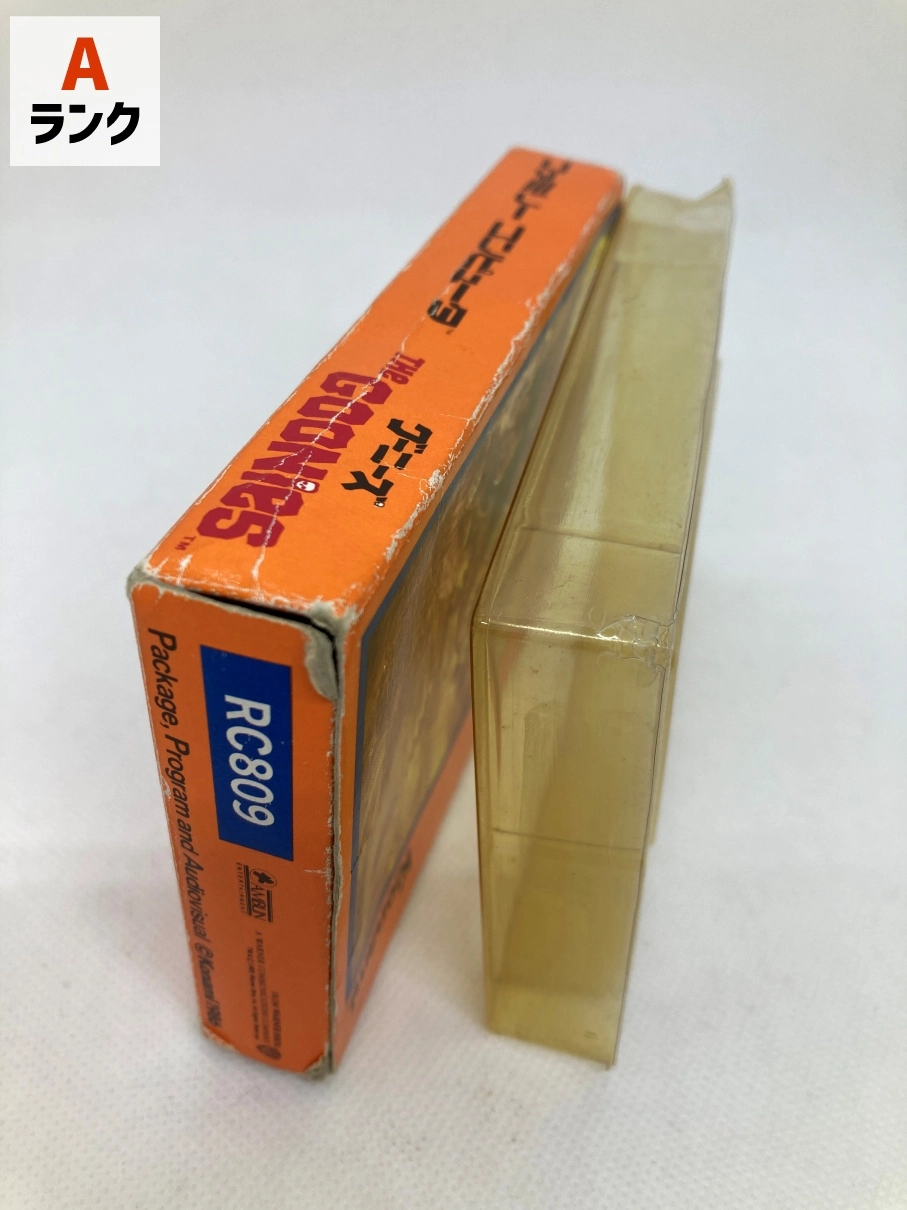 A
ランク
ファミリーコンピュータ
THE
GOONIES
TM
グーニーズ
RC809
Package, Program and Audiovisual © Konami 1986